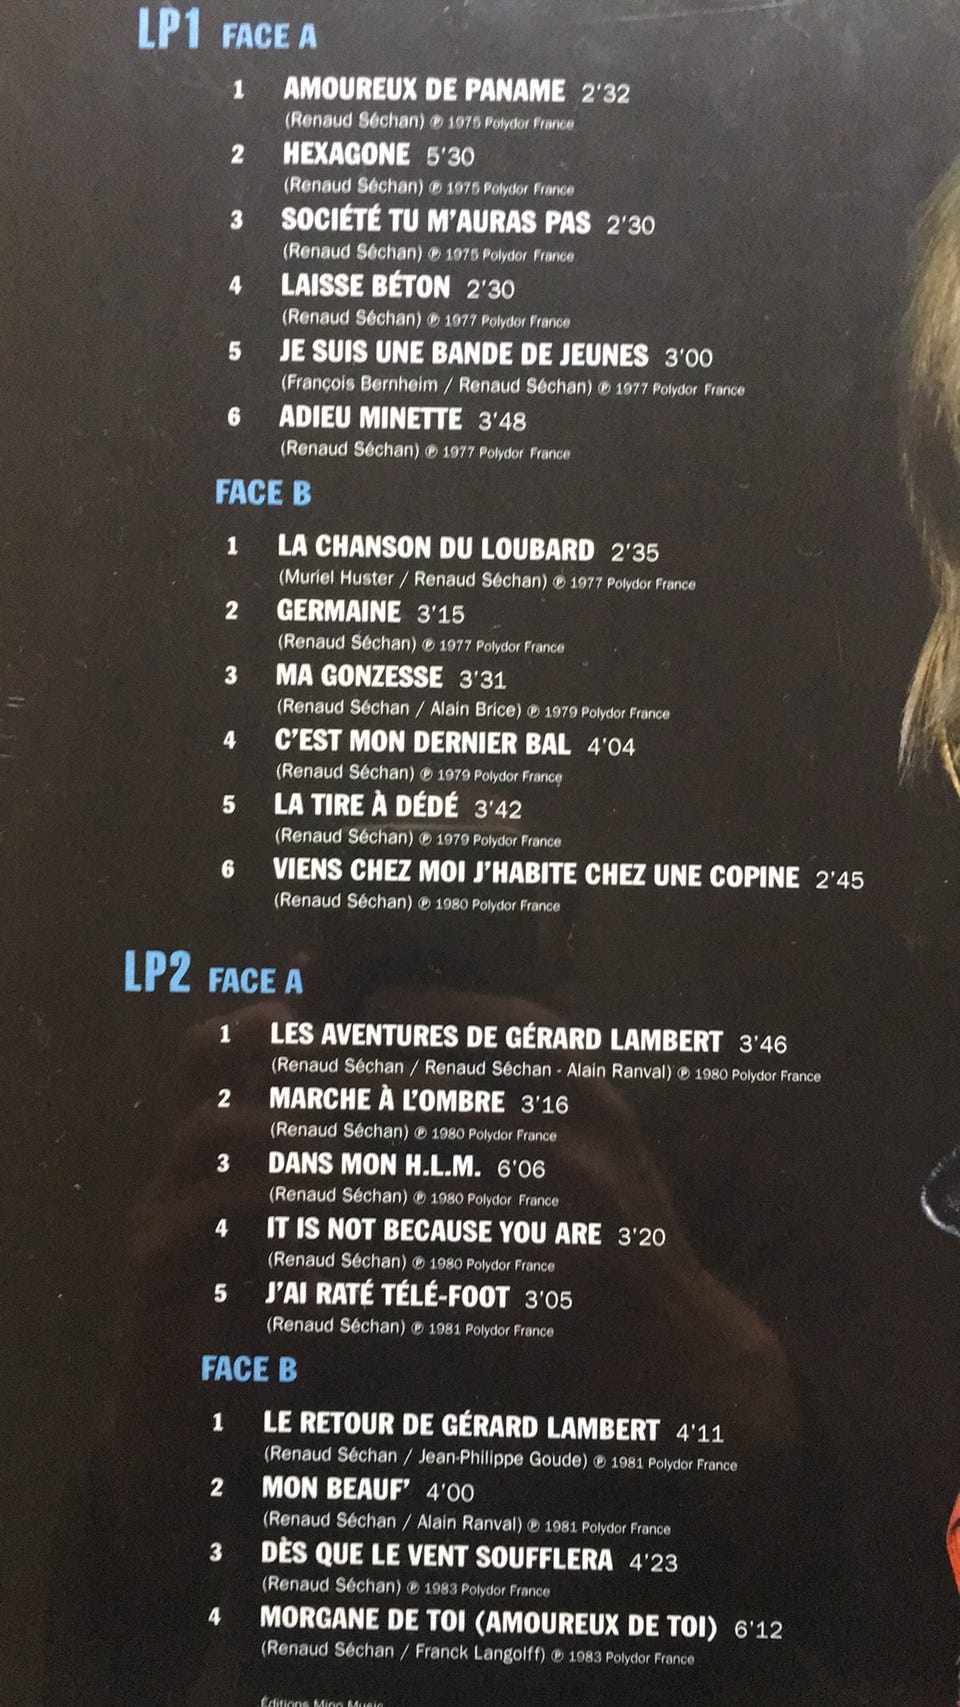 LP1 FACE A
1 AMOUREUX DE PANAME 2'32
(Renaud Séchan) ℗ 1975 Polydor France
2 HEXAGONE 5'30
(Renaud Séchan) ℗ 1975 Polydor France
3 SOCIÉTÉ TU M'AURAS PAS 2'30
(Renaud Séchan) ℗ 1975 Polydor France
4 LAISSE BÉTON 2'30
(Renaud Séchan) ℗ 1977 Polydor France
5 JE SUIS UNE BANDE DE JEUNES 3'00
(François Bernheim / Renaud Séchan) ℗ 1977 Polydor France
6 ADIEU MINETTE 3'48
(Renaud Séchan) ℗ 1977 Polydor France
FACE B
1 LA CHANSON DU LOUBARD 2'35
(Muriel Huster / Renaud Séchan) ℗ 1977 Polydor France
2 GERMAINE 3'15
(Renaud Séchan) ℗ 1977 Polydor France
3 MA GONZESSE 3'31
(Renaud Séchan / Alain Brice) ℗ 1979 Polydor France
4 C'EST MON DERNIER BAL 4'04
(Renaud Séchan) ℗ 1979 Polydor France
5 LA TIRE À DÉDÉ 3'42
(Renaud Séchan) ℗ 1979 Polydor France
6 VIENS CHEZ MOI J'HABITE CHEZ UNE COPINE 2'45
(Renaud Séchan) ℗ 1980 Polydor France
LP2 FACE A
1 LES AVENTURES DE GÉRARD LAMBERT 3'46
(Renaud Séchan / Renaud Séchan - Alain Ranval) ℗ 1980 Polydor France
2 MARCHE À L'OMBRE 3'16
(Renaud Séchan) ℗ 1980 Polydor France
3 DANS MON H.L.M. 6'06
(Renaud Séchan) ℗ 1980 Polydor France
4 IT IS NOT BECAUSE YOU ARE 3'20
(Renaud Séchan) ℗ 1980 Polydor France
5 J'AI RATÉ TÉLÉ-FOOT 3'05
(Renaud Séchan) ℗ 1981 Polydor France
FACE B
1 LE RETOUR DE GÉRARD LAMBERT 4'11
(Renaud Séchan / Jean-Philippe Goude) ℗ 1981 Polydor France
2 MON BEAUF' 4'00
(Renaud Séchan / Alain Ranval) ℗ 1981 Polydor France
3 DÈS QUE LE VENT SOUFFLERA 4'23
(Renaud Séchan) ℗ 1983 Polydor France
4 MORGANE DE TOI (AMOUREUX DE TOI) 6'12
(Renaud Séchan / Franck Langolff) ℗ 1983 Polydor France
Éditions Mino Music